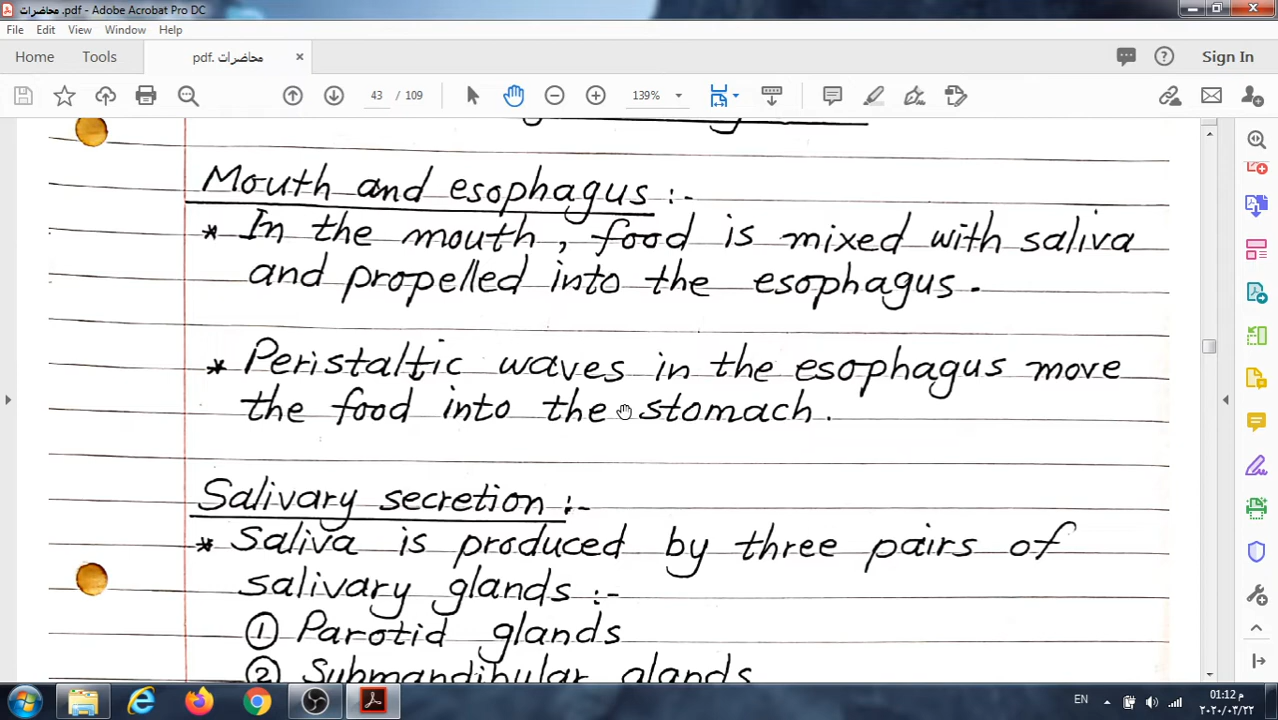 محاضرات.pdf - Adobe Acrobat Pro DC
File Edit View Window Help
Home Tools محاضرات.pdf × Sign In
43 / 109 139%
Mouth and esophagus :-
* In the mouth, food is mixed with saliva
and propelled into the esophagus.
* Peristaltic waves in the esophagus move
the food into the stomach.
Salivary secretion :-
* Saliva is produced by three pairs of
salivary glands :-
① Parotid glands
② Submandibular glands
EN
01:12 م
٢٠٢٠/٠٣/٢٢